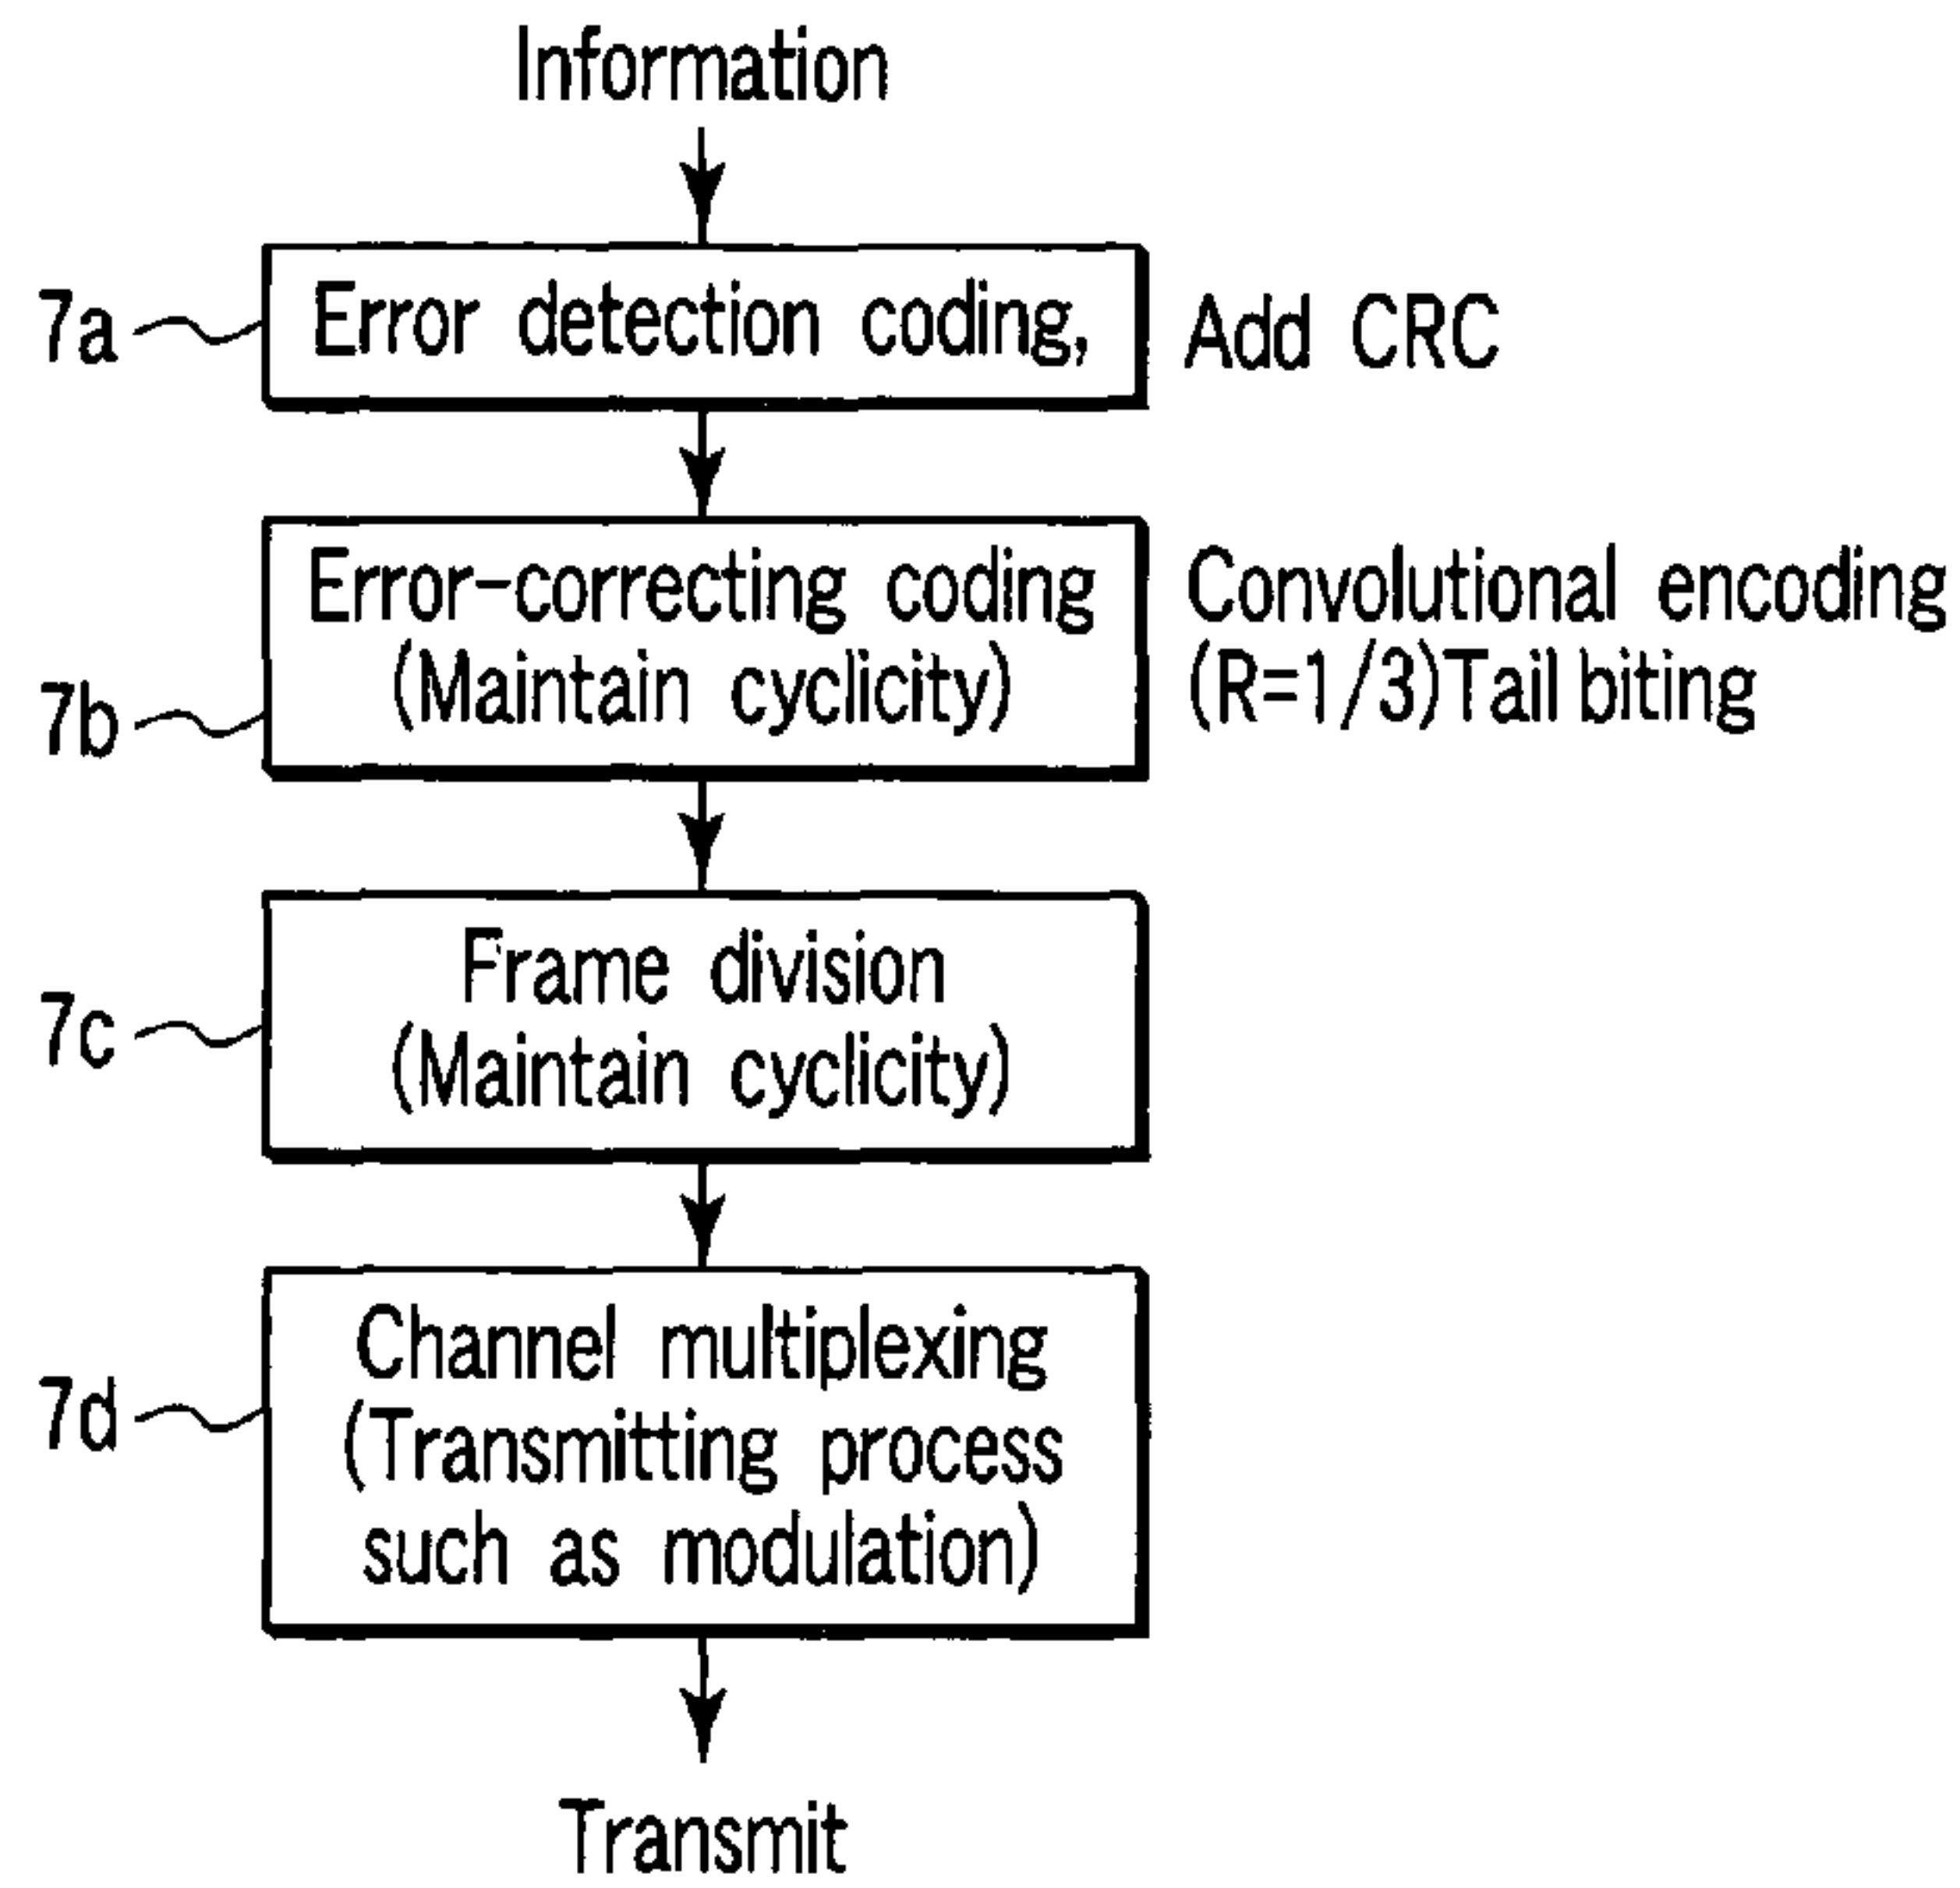 Information
7a
Error detection coding,
Add CRC
Error-correcting coding
(Maintain cyclicity)
Convolutional encoding
(R=1/3)Tail biting
7b
Frame division
(Maintain cyclicity)
7c
Channel multiplexing
(Transmitting process
such as modulation)
7d
Transmit